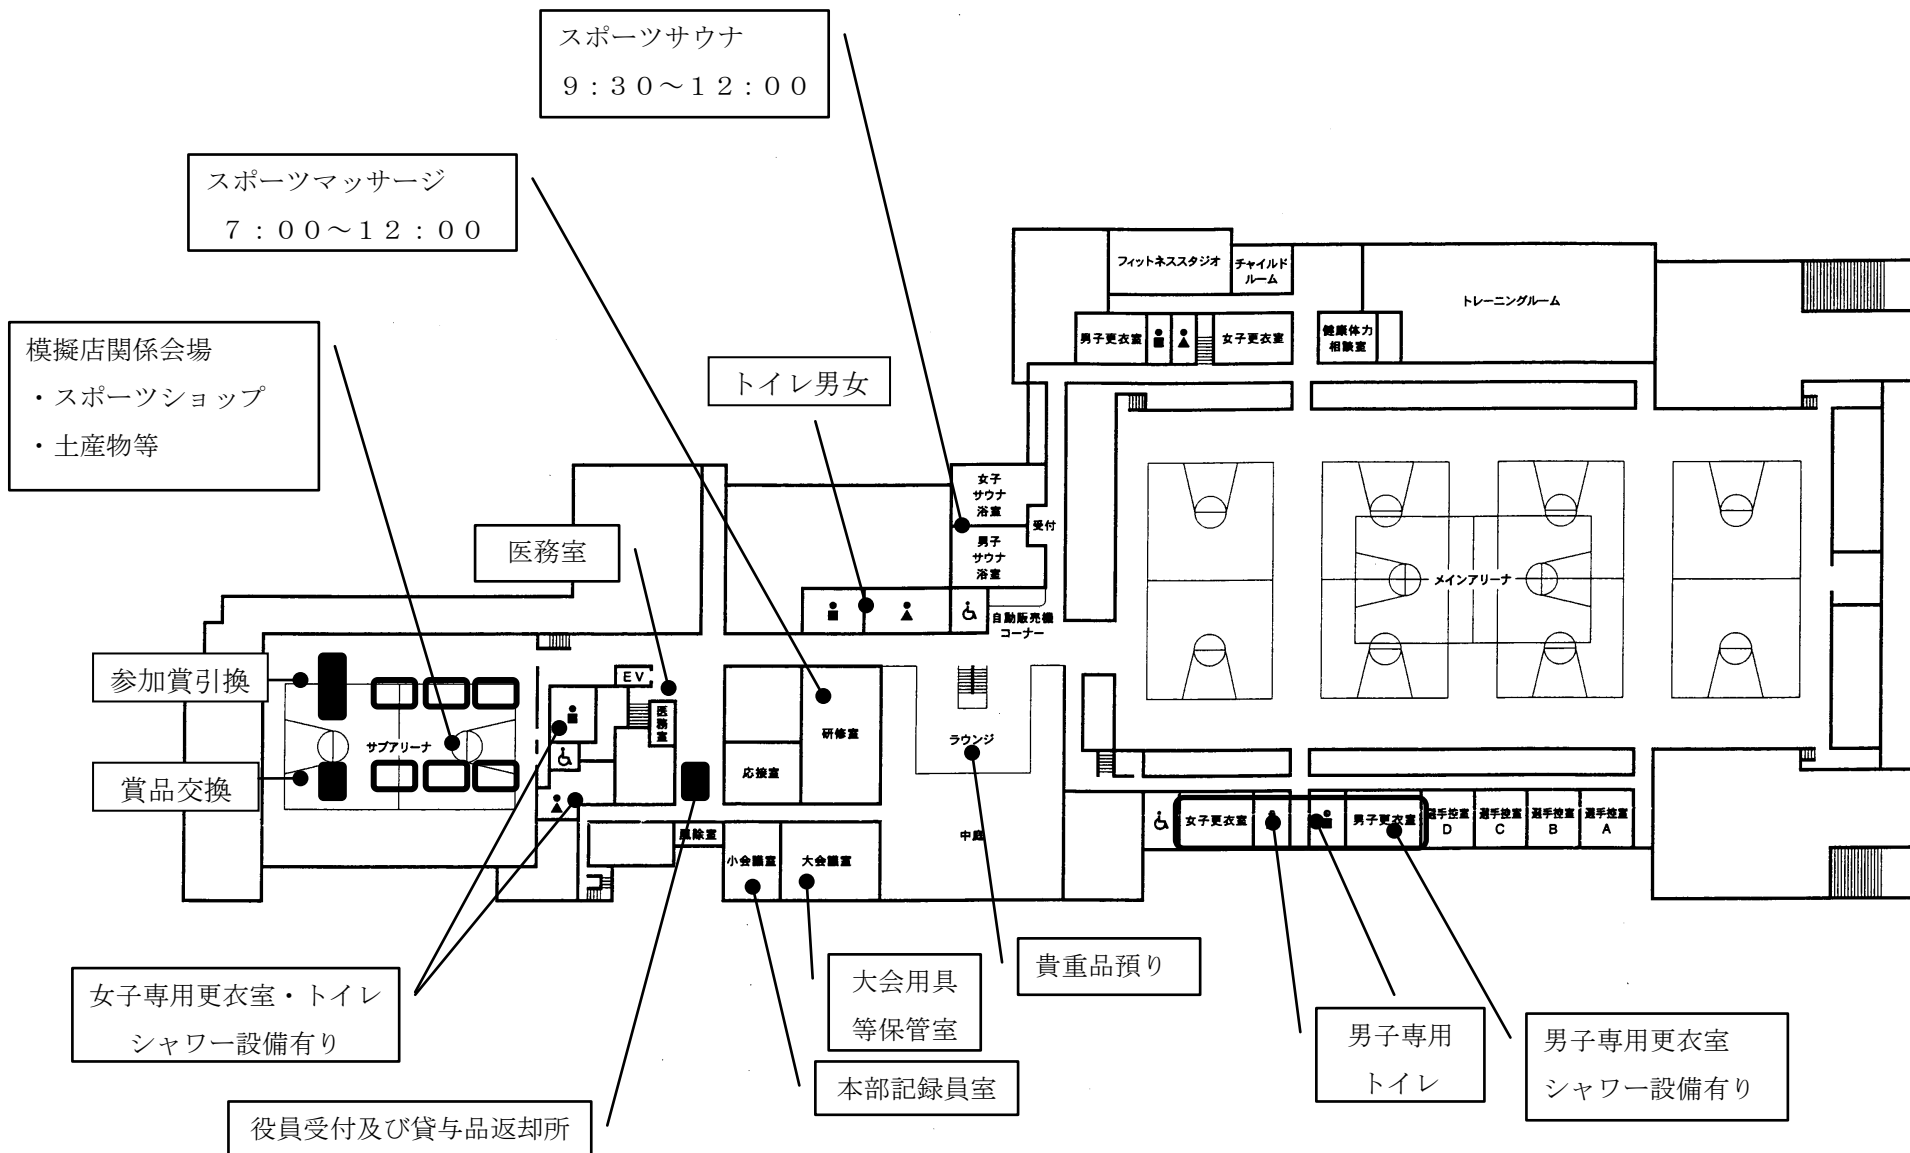 スポーツサウナ
９：３０～１２：００
スポーツマッサージ
７：００～１２：００
模擬店関係会場
・スポーツショップ
・土産物等
トイレ男女
医務室
参加賞引換
賞品交換
フィットネススタジオ
チャイルド
ルーム
トレーニングルーム
男子更衣室
女子更衣室
健康体力
相談室
女子
サウナ
浴室
受付
男子
サウナ
浴室
自動販売機
コーナー
メインアリーナ
サブアリーナ
EV
医務室
研修室
応接室
ラウンジ
風除室
小会議室
大会議室
中庭
女子更衣室
男子更衣室
選手控室
D
選手控室
C
選手控室
B
選手控室
A
女子専用更衣室・トイレ
シャワー設備有り
大会用具
等保管室
貴重品預り
本部記録員室
役員受付及び貸与品返却所
男子専用
トイレ
男子専用更衣室
シャワー設備有り